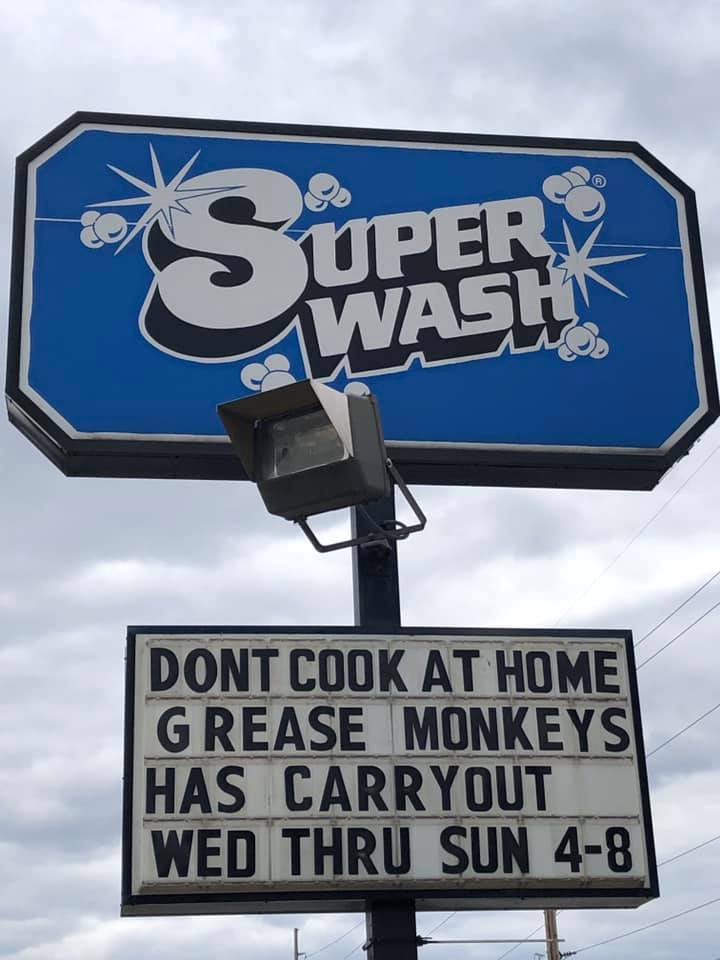 SUPER
WASH
®
DONT COOK AT HOME
GREASE MONKEYS
HAS CARRYOUT
WED THRU SUN 4-8